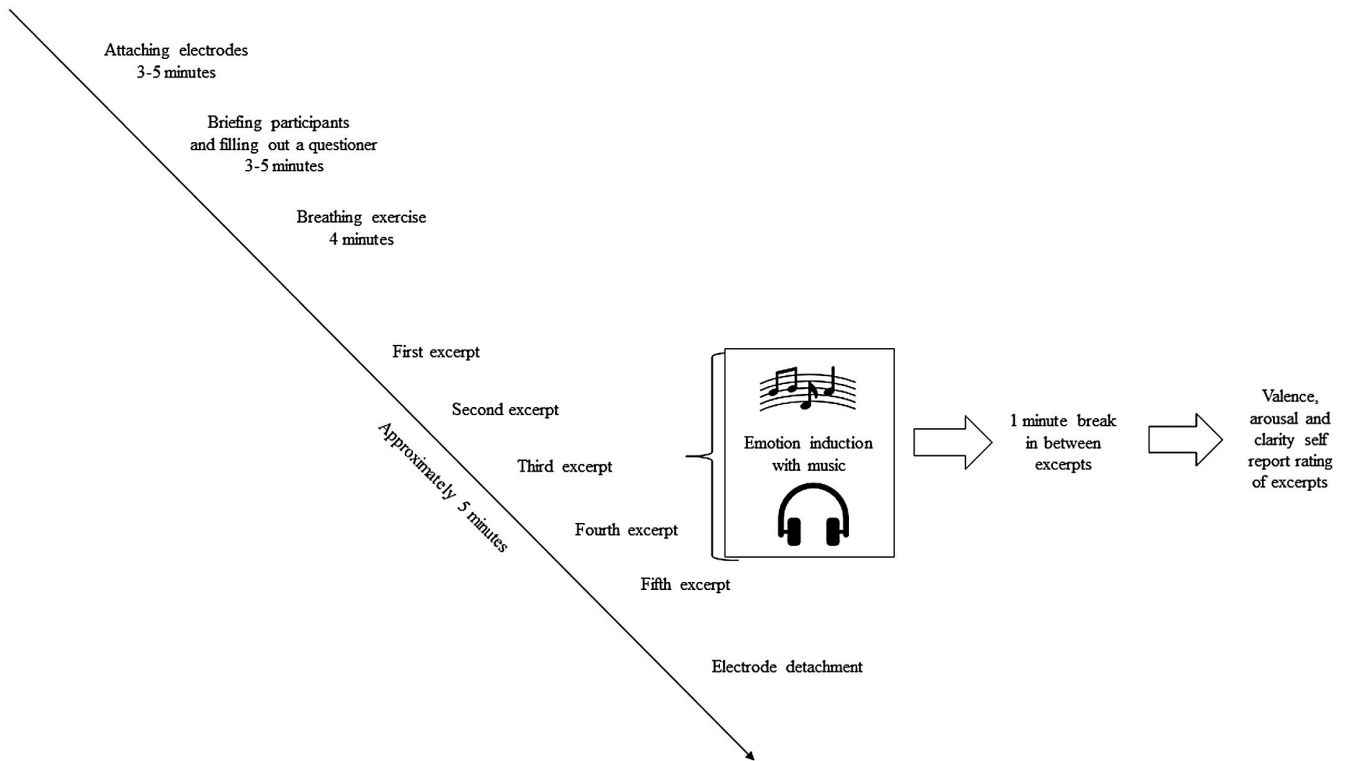 Attaching electrodes
3-5 minutes
Briefing participants
and filling out a questioner
3-5 minutes
Breathing exercise
4 minutes
First excerpt
Second excerpt
Third excerpt
Fourth excerpt
Fifth excerpt
Approximately 5 minutes
Emotion induction
with music
1 minute break
in between
excerpts
Valence,
arousal and
clarity self
report rating
of excerpts
Electrode detachment